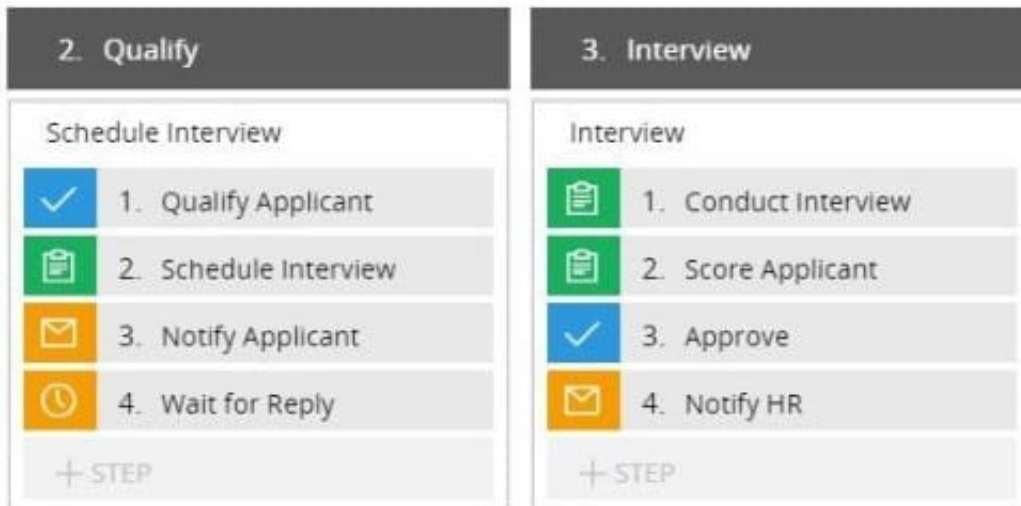 2. Qualify
Schedule Interview
1. Qualify Applicant
2. Schedule Interview
3. Notify Applicant
4. Wait for Reply
+ STEP
3. Interview
Interview
1. Conduct Interview
2. Score Applicant
3. Approve
4. Notify HR
+ STEP